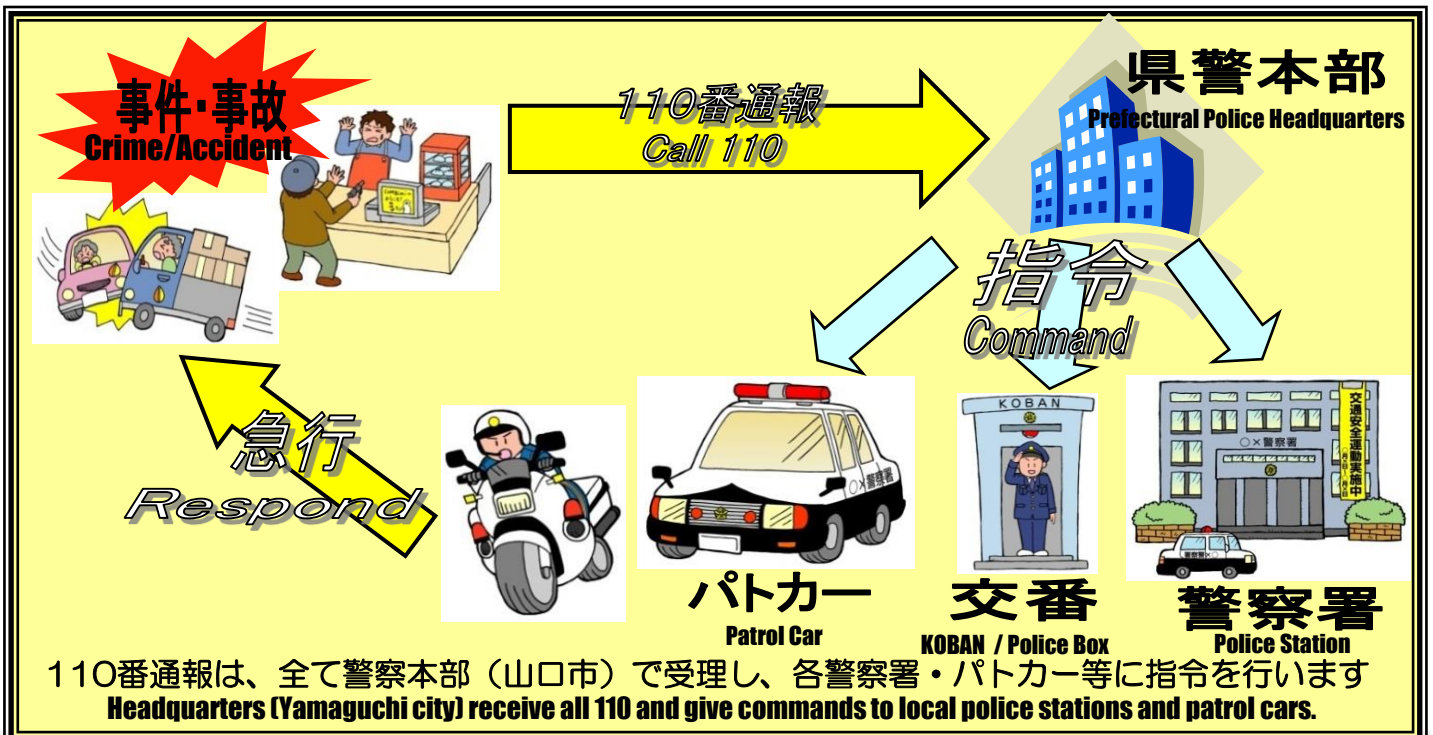 事件・事故
Crime/Accident
110番通報
Call 110
県警本部
Prefectural Police Headquarters
指令
Command
急行
Respond
○×警察署
KOBAN
○×警察署
交通安全運動実施中
パトカー
Patrol Car
交番
KOBAN / Police Box
警察署
Police Station
110番通報は、全て警察本部（山口市）で受理し、各警察署・パトカー等に指令を行います
Headquarters (Yamaguchi city) receive all 110 and give commands to local police stations and patrol cars.